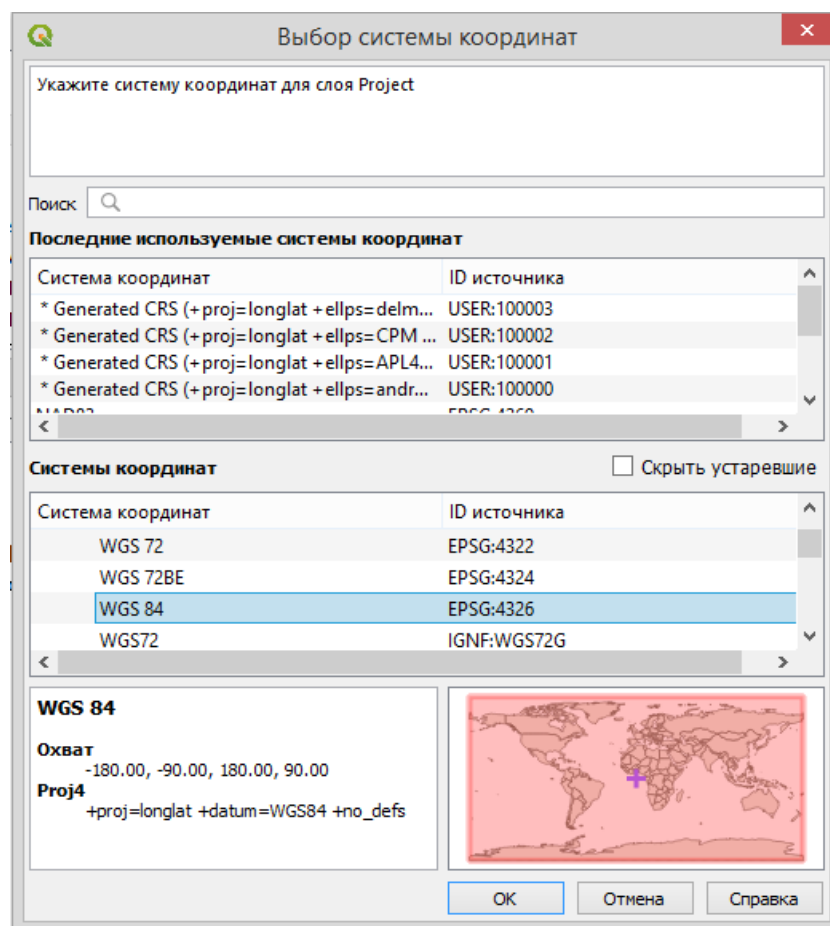 Выбор системы координат
Укажите систему координат для слоя Project
Поиск
Последние используемые системы координат
Система координат ID источника
* Generated CRS (+proj=longlat +ellps=delm... USER:100003
* Generated CRS (+proj=longlat +ellps=CPM ... USER:100002
* Generated CRS (+proj=longlat +ellps=APL4... USER:100001
* Generated CRS (+proj=longlat +ellps=andr... USER:100000
NAD83 EPSG:4269
Системы координат Скрыть устаревшие
Система координат ID источника
WGS 72 EPSG:4322
WGS 72BE EPSG:4324
WGS 84 EPSG:4326
WGS72 IGNF:WGS72G
WGS 84
Охват
-180.00, -90.00, 180.00, 90.00
Proj4
+proj=longlat +datum=WGS84 +no_defs
OK Отмена Справка